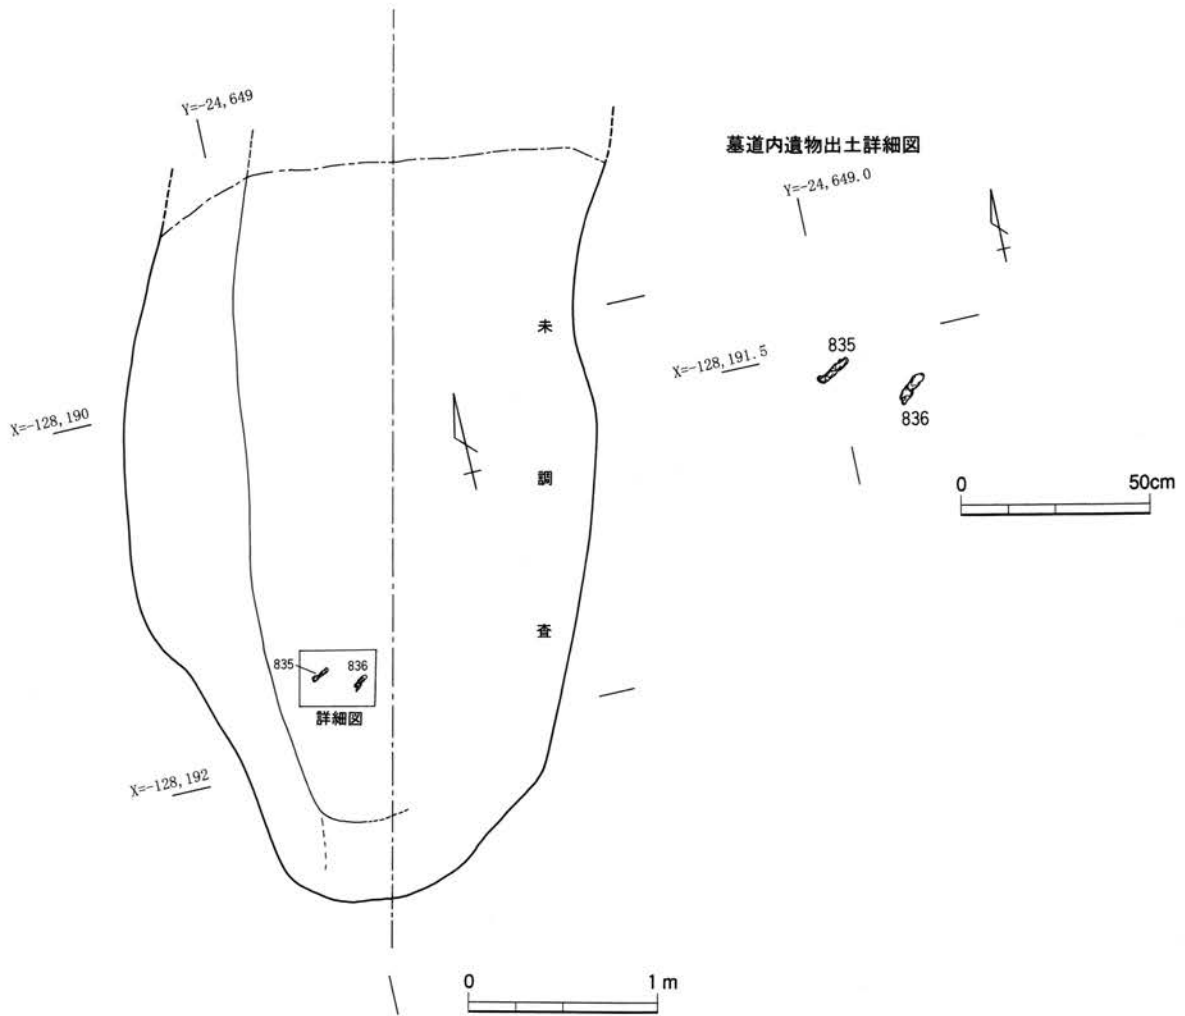 Y=-24,649
墓道内遺物出土詳細図
Y=-24,649.0
未
調
査
X=-128,191.5
835
836
X=-128,190
0 50cm
835
836
詳細図
X=-128,192
0 1m